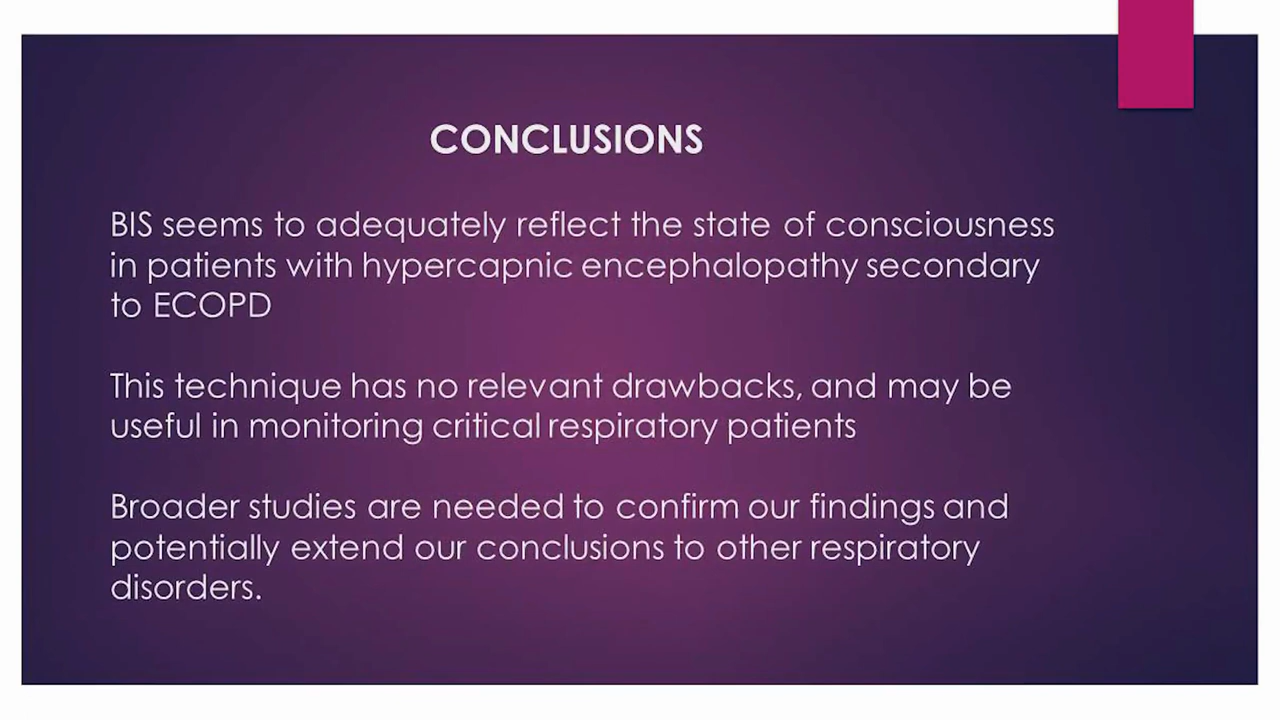 CONCLUSIONS
BIS seems to adequately reflect the state of consciousness
in patients with hypercapnic encephalopathy secondary
to ECOPD
This technique has no relevant drawbacks, and may be
useful in monitoring critical respiratory patients
Broader studies are needed to confirm our findings and
potentially extend our conclusions to other respiratory
disorders.